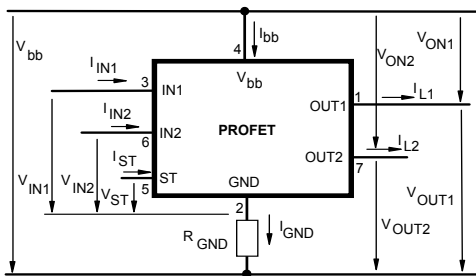 V bb
I bb
V ON1
V ON2
4
V bb
I IN1
3
IN1
1
I L1
OUT1
I IN2
IN2
6
PROFET
I ST
OUT2
I L2
7
ST
5
GND
V IN1
V IN2
V ST
2
R GND
I GND
V OUT1
V OUT2